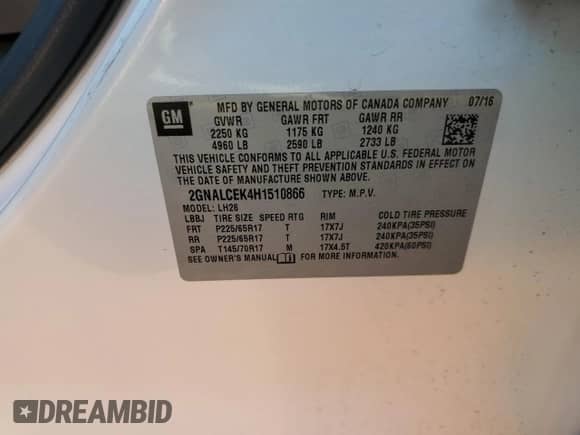 GM
MFD BY GENERAL MOTORS OF CANADA COMPANY 07/16
GVWR GAWR FRT GAWR RR
2250 KG 1175 KG 1240 KG
4960 LB 2590 LB 2733 LB
THIS VEHICLE CONFORMS TO ALL APPLICABLE U.S. FEDERAL MOTOR
VEHICLE SAFETY AND THEFT PREVENTION STANDARDS IN EFFECT ON
THE DATE OF MANUFACTURE SHOWN ABOVE.
2GNALCEK4H1510866 TYPE: M.P.V.
MODEL: LH26
LBBJ TIRE SIZE SPEED RTG RIM COLD TIRE PRESSURE
FRT P225/65R17 T 17X7J 240KPA(35PSI)
RR P225/65R17 T 17X7J 240KPA(35PSI)
SPA T145/70R17 M 17X4.5T 420KPA(60PSI)
SEE OWNER'S MANUAL FOR MORE INFORMATION.
DREAMBID